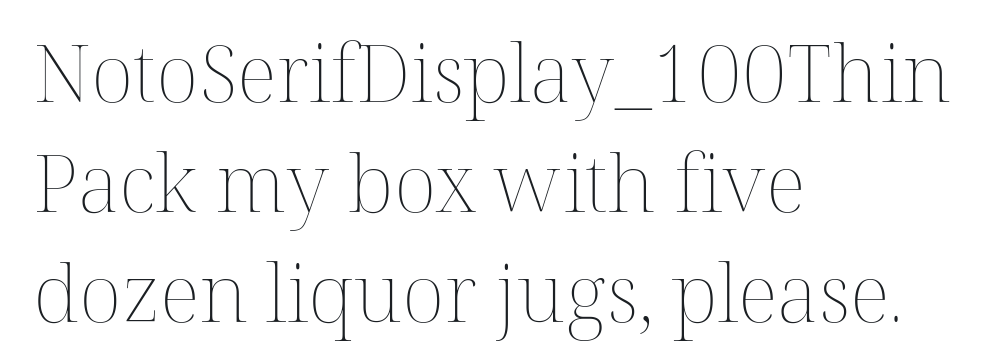 NotoSerifDisplay_100Thin
Pack my box with five
dozen liquor jugs, please.